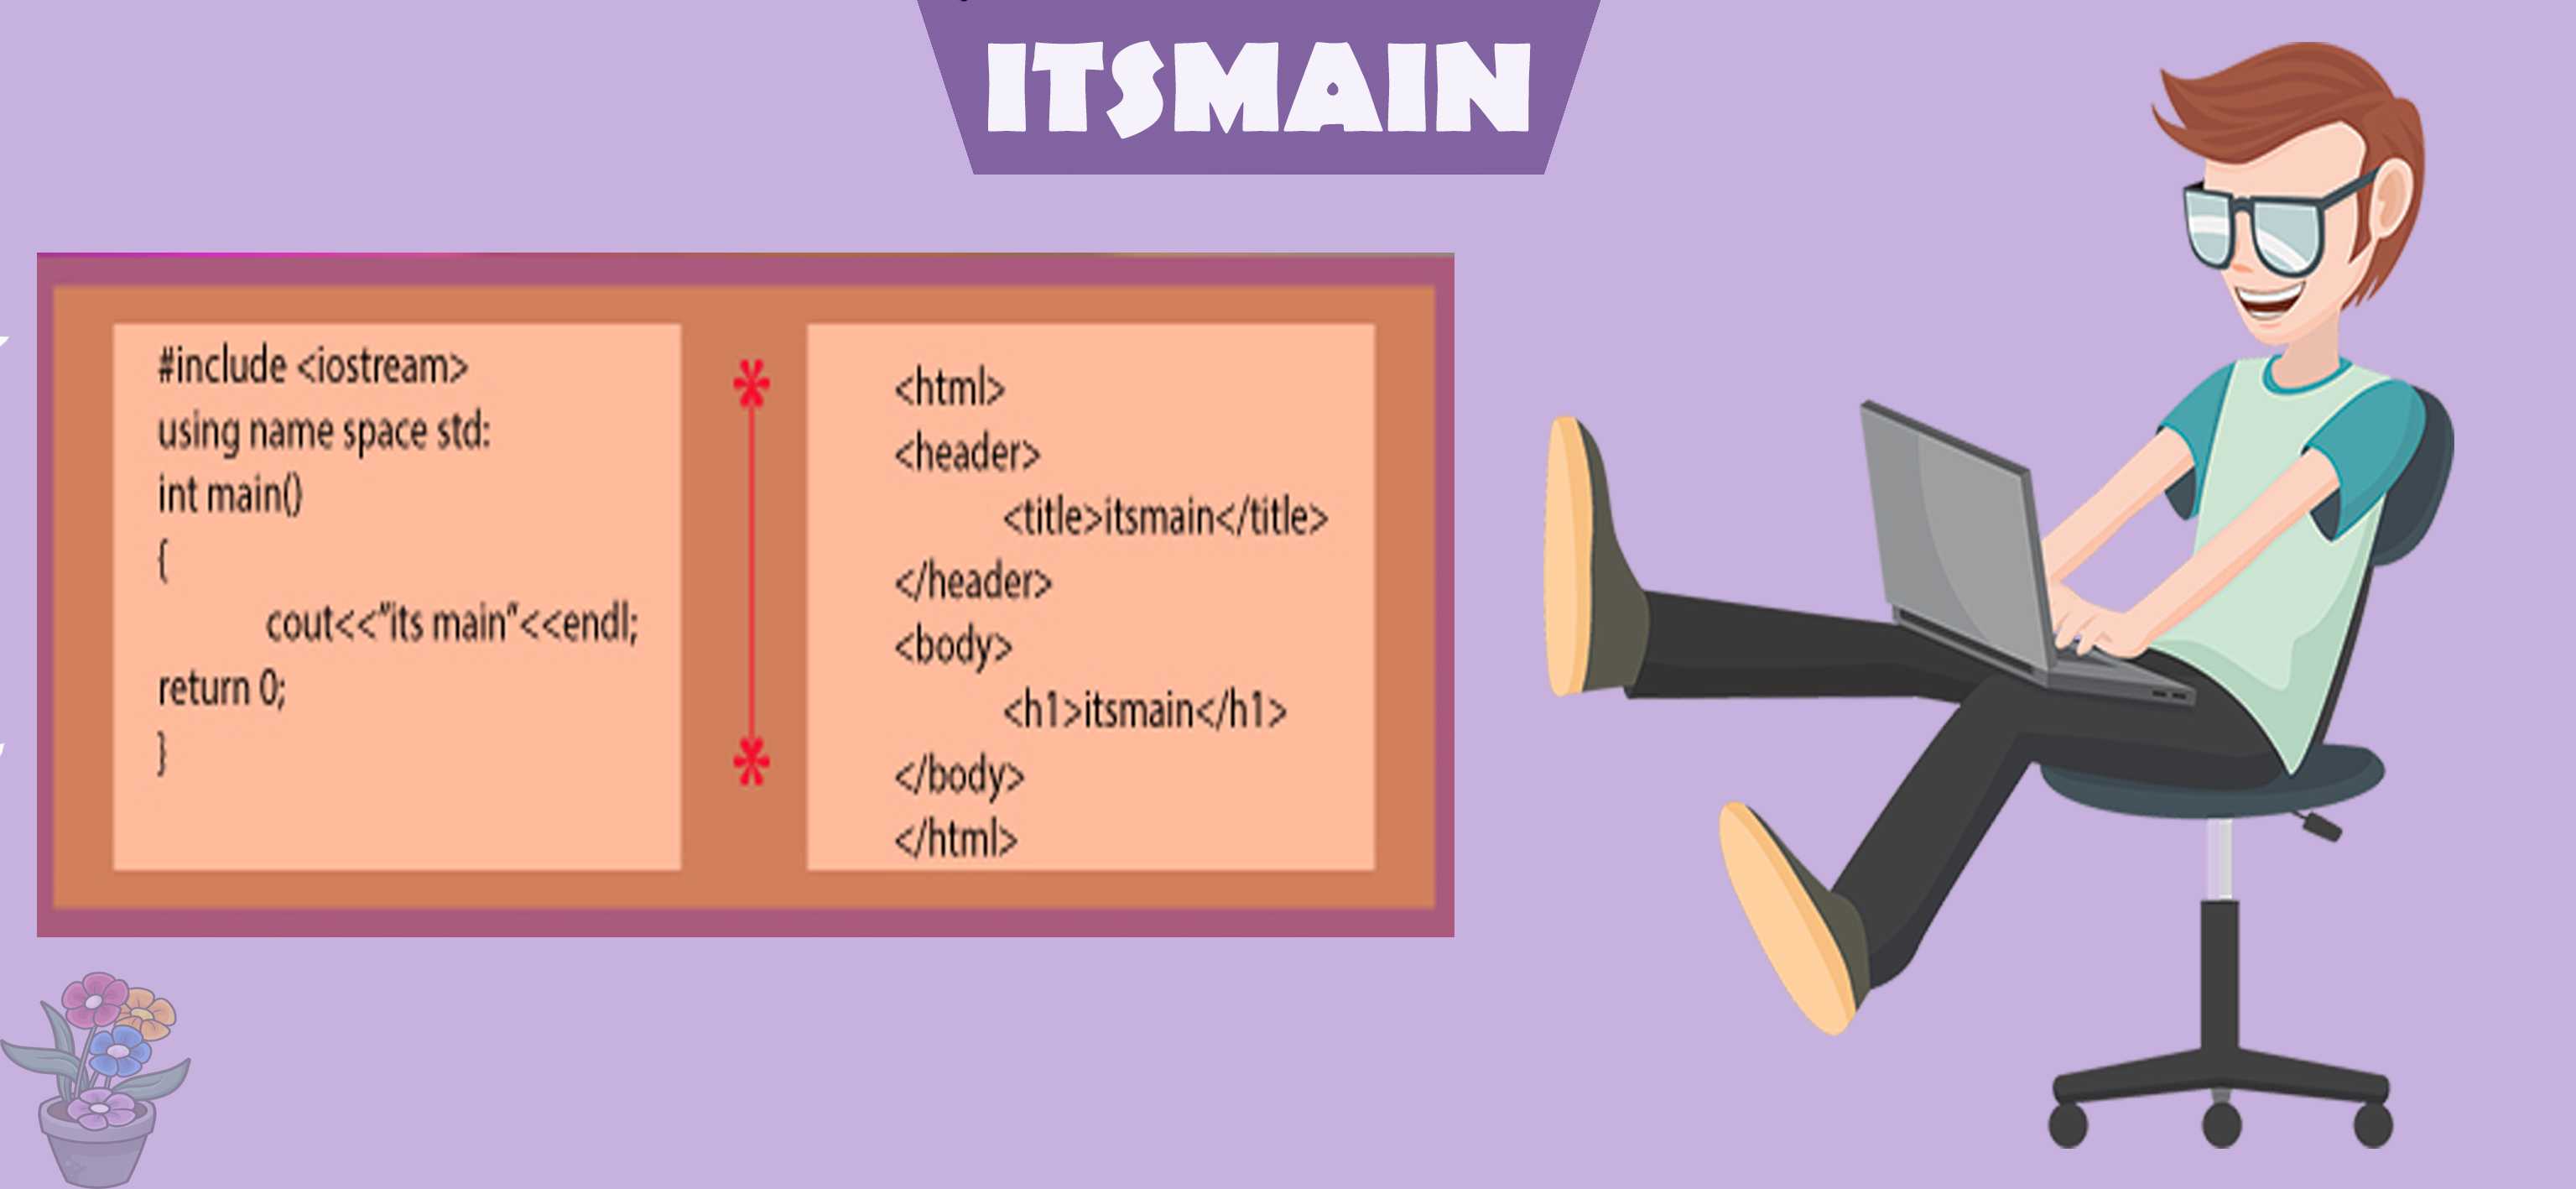 ITSMAIN
#include <iostream>
using name space std:
int main()
{
cout<<"its main"<<endl;
return 0;
}
*
*
<html>
<header>
<title>itsmain</title>
</header>
<body>
<h1>itsmain</h1>
</body>
</html>